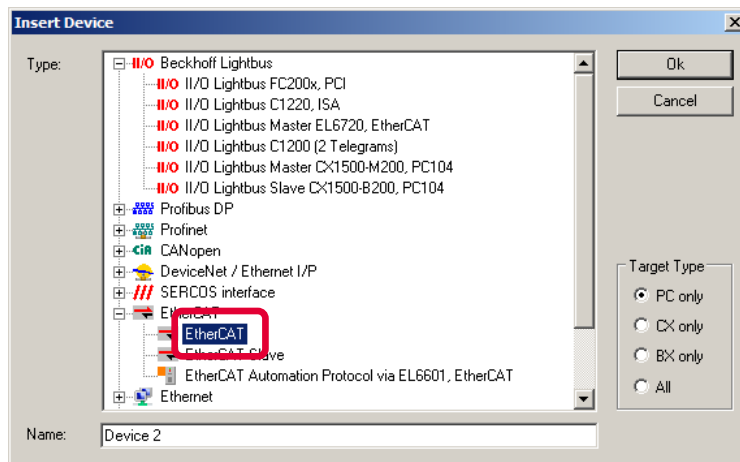 Insert Device
Type:
II/O Beckhoff Lightbus
II/O II/O Lightbus FC200x, PCI
II/O II/O Lightbus C1220, ISA
II/O II/O Lightbus Master EL6720, EtherCAT
II/O II/O Lightbus C1200 (2 Telegrams)
II/O II/O Lightbus Master CX1500-M200, PC104
II/O II/O Lightbus Slave CX1500-B200, PC104
Profibus DP
Profinet
CiA CANopen
DeviceNet / Ethernet I/P
SERCOS interface
EtherCAT
EtherCAT
EtherCAT Slave
EtherCAT Automation Protocol via EL6601, EtherCAT
Ethernet
Ok
Cancel
Target Type
PC only
CX only
BX only
All
Name:
Device 2